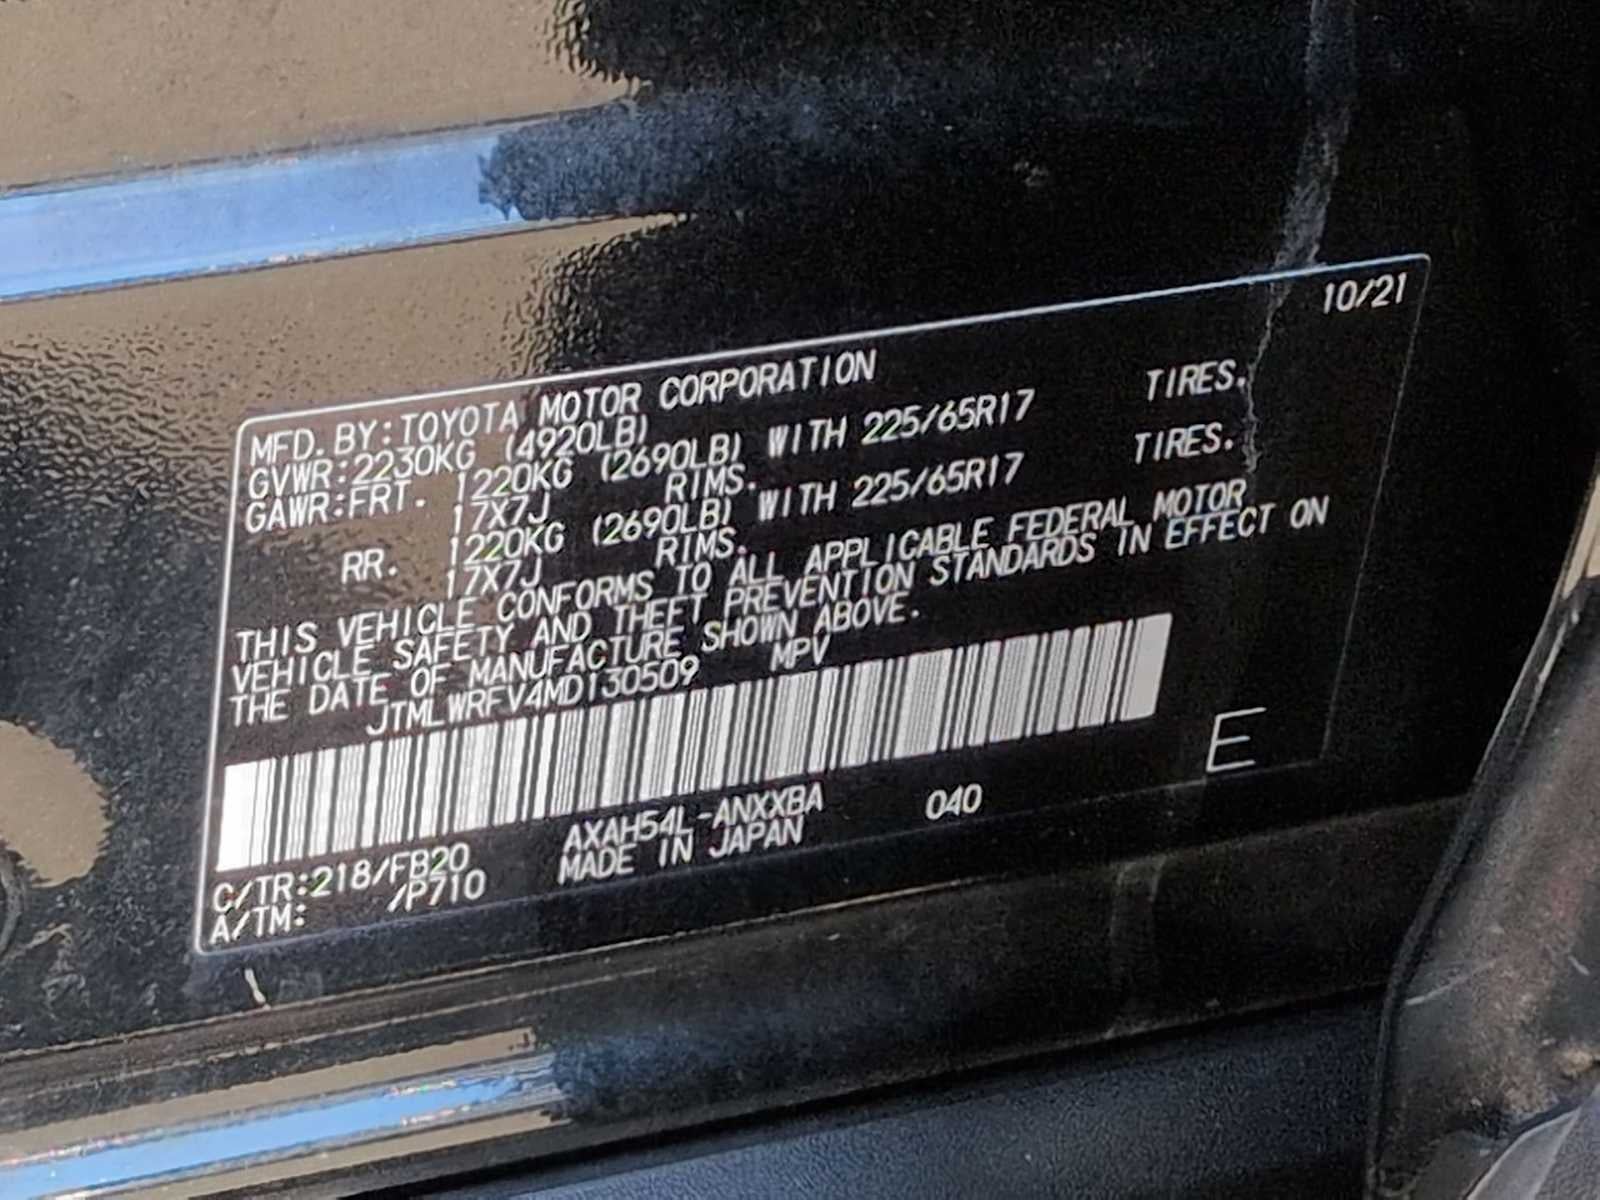 10/21
MFD. BY: TOYOTA MOTOR CORPORATION
GVWR: 2230KG (4920LB)
GAWR: FRT. 1220KG (2690LB) WITH 225/65R17 TIRES.
17X7J RIMS.
RR. 1220KG (2690LB) WITH 225/65R17 TIRES.
17X7J RIMS.
THIS VEHICLE CONFORMS TO ALL APPLICABLE FEDERAL MOTOR
VEHICLE SAFETY AND THEFT PREVENTION STANDARDS IN EFFECT ON
THE DATE OF MANUFACTURE SHOWN ABOVE.
JTMLWRFV4MD130509 MPV
E
C/TR:218/FB20 AXAH54L-ANXXBA 040
A/TM: /P710 MADE IN JAPAN